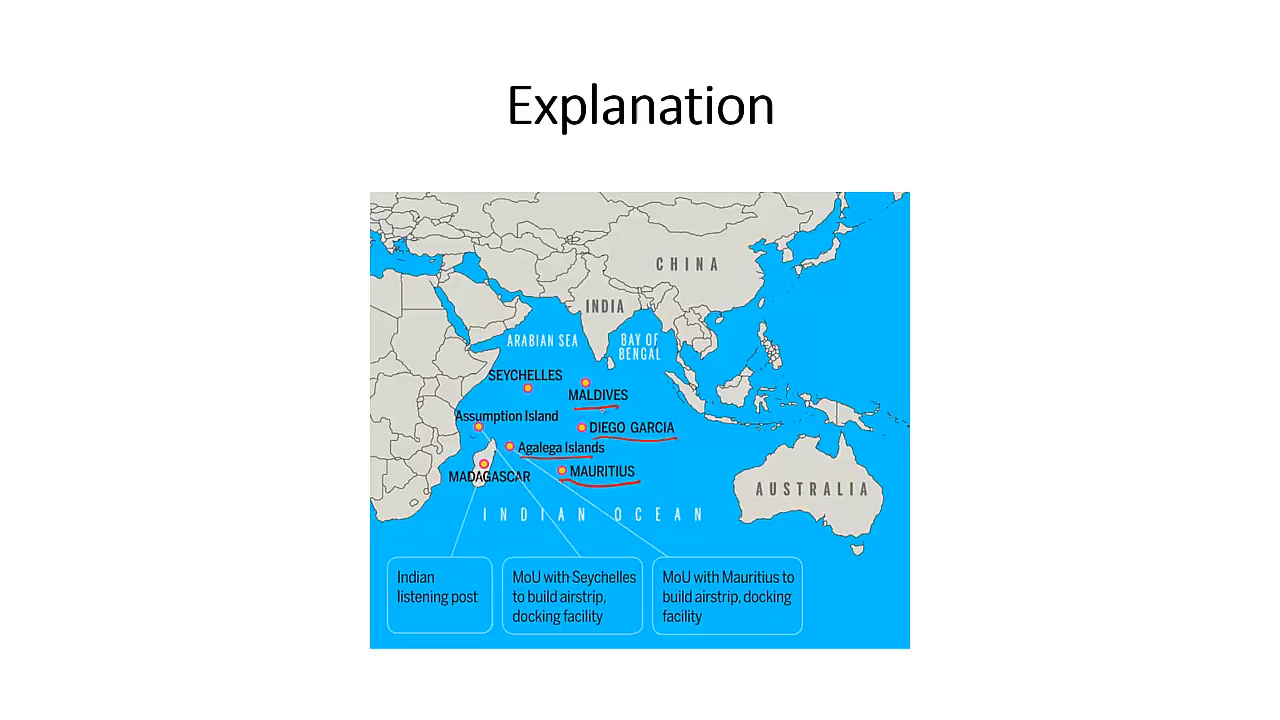 Explanation
CHINA
INDIA
ARABIAN SEA
BAY OF
BENGAL
SEYCHELLES
MALDIVES
Assumption Island
DIEGO GARCIA
Agalega Islands
MADAGASCAR
MAURITIUS
AUSTRALIA
INDIAN OCEAN
Indian
listening post
MoU with Seychelles
to build airstrip,
docking facility
MoU with Mauritius to
build airstrip, docking
facility